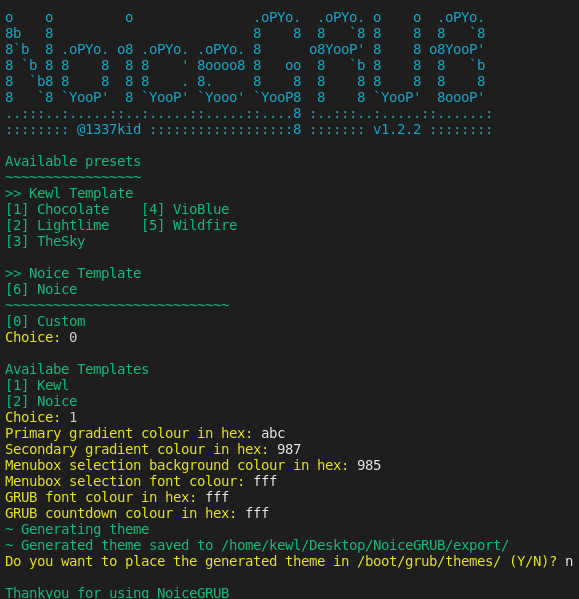 o    o         o               .oPYo.  .oPYo. o    o  .oPYo.
8b   8                         8    8  8   `8 8    8  8   `8
8`b  8 .oPYo. o8 .oPYo. .oPYo. 8      o8YooP' 8    8 o8YooP'
8 `b 8 8    8  8 8    ' 8oooo8 8   oo  8   `b 8    8  8   `b
8  `b8 8    8  8 8    . 8.     8    8  8    8 8    8  8    8
8   `8 `YooP'  8 `YooP' `Yooo' `YooP8  8    8 `YooP'  8ooo P'
..:::..:.....::..:.....::.....::....8 :..:::..:.....::......:
:::::::: @1337kid ::::::::::::::::::8 ::::::: v1.2.2 ::::::::
Available presets
~~~~~~~~~~~~~~~~~
>> Kewl Template
[1] Chocolate    [4] VioBlue
[2] Lightlime    [5] Wildfire
[3] TheSky
>> Noice Template
[6] Noice
~~~~~~~~~~~~~~~~~~~~~~~~~~~~
[0] Custom
Choice: 0
Availabe Templates
[1] Kewl
[2] Noice
Choice: 1
Primary gradient colour in hex: abc
Secondary gradient colour in hex: 987
Menubox selection background colour in hex: 985
Menubox selection font colour: fff
GRUB font colour in hex: fff
GRUB countdown colour in hex: fff
~ Generating theme
~ Generated theme saved to /home/kewl/Desktop/NoiceGRUB/export/
Do you want to place the generated theme in /boot/grub/themes/ (Y/N)? n
Thankyou for using NoiceGRUB